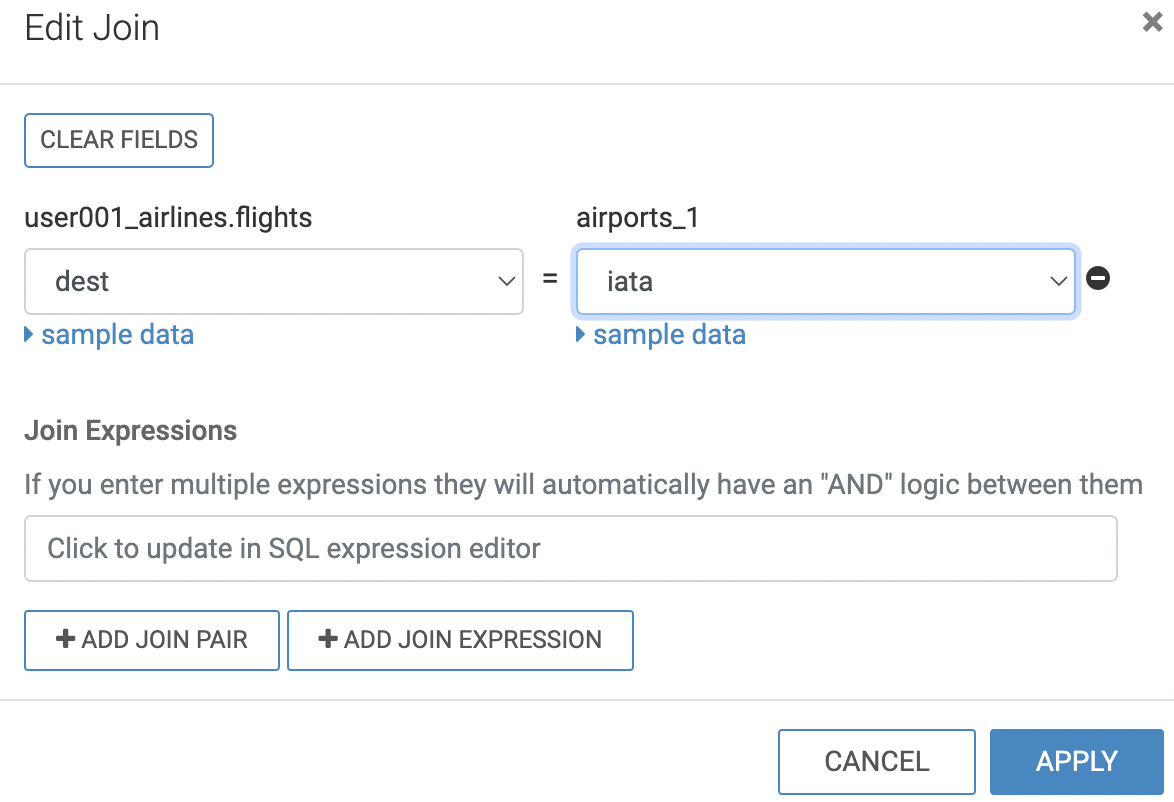 Edit Join
CLEAR FIELDS
user001_airlines.flights airports_1
dest = iata
sample data sample data
Join Expressions
If you enter multiple expressions they will automatically have an "AND" logic between them
Click to update in SQL expression editor
ADD JOIN PAIR ADD JOIN EXPRESSION
CANCEL APPLY